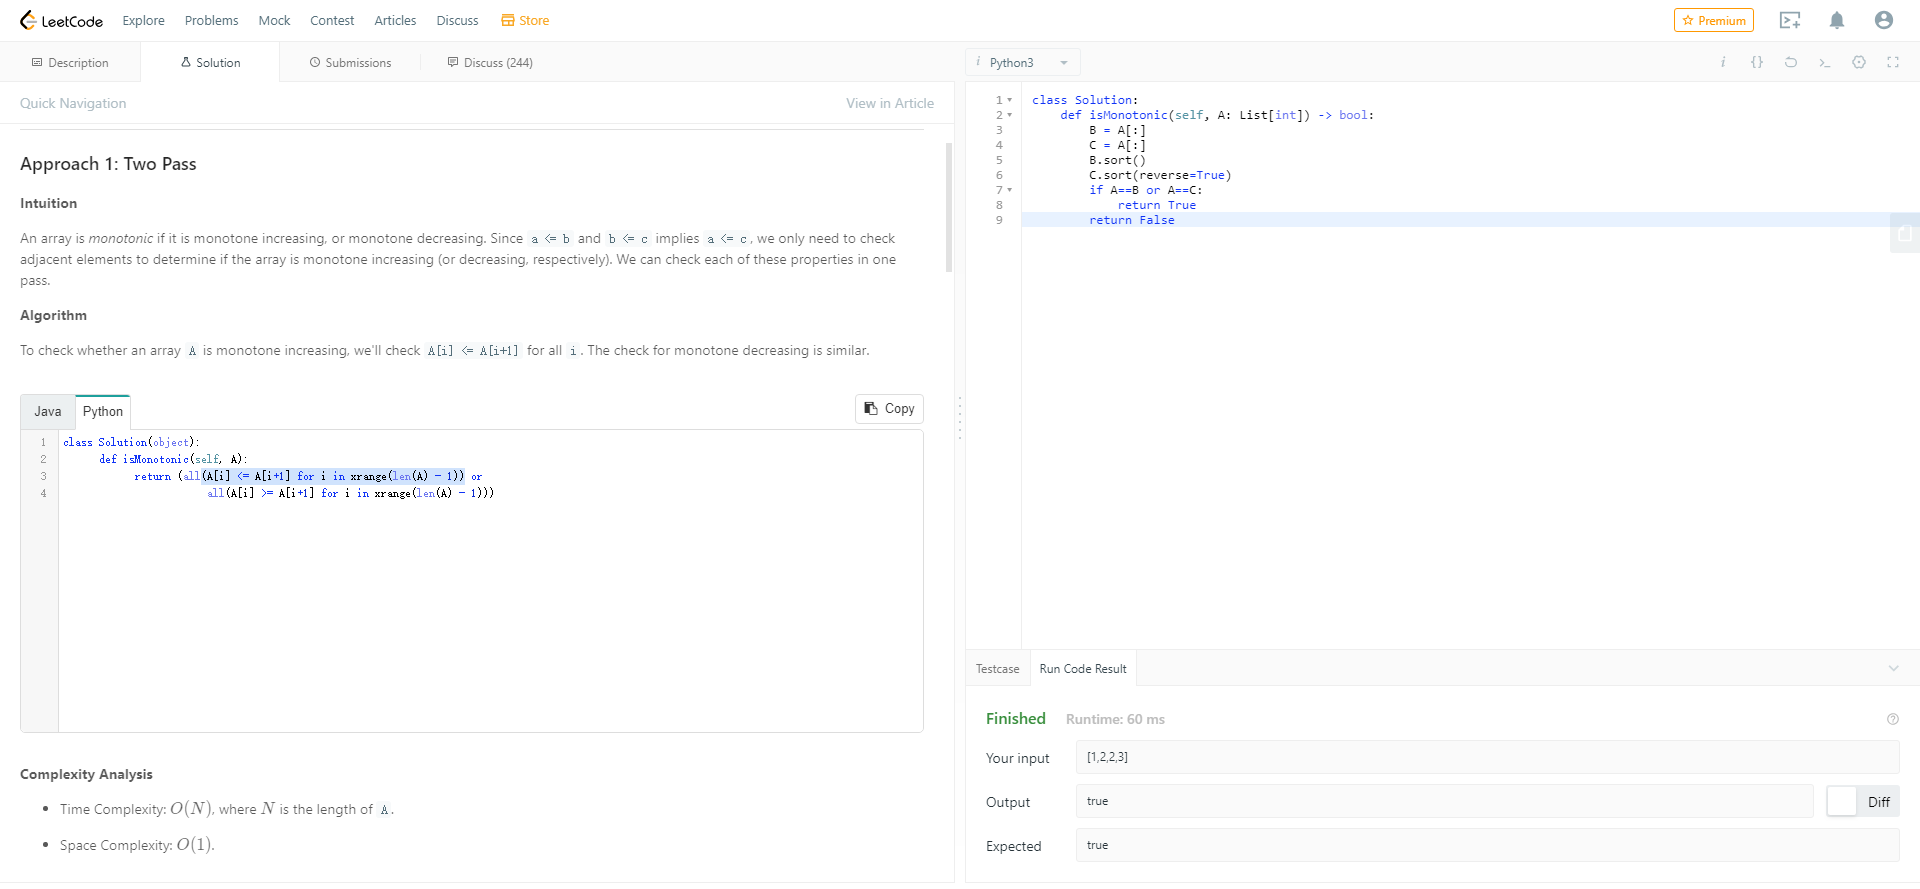 LeetCode Explore Problems Mock Contest Articles Discuss Store Premium
Description Solution Submissions Discuss (244)
Quick Navigation View in Article
Approach 1: Two Pass
Intuition
An array is monotonic if it is monotone increasing, or monotone decreasing. Since a <= b and b <= c implies a <= c, we only need to check
adjacent elements to determine if the array is monotone increasing (or decreasing, respectively). We can check each of these properties in one
pass.
Algorithm
To check whether an array A is monotone increasing, we'll check A[i] <= A[i+1] for all i. The check for monotone decreasing is similar.
Java Python Copy
1 class Solution(object):
2 def isMonotonic(self, A):
3 return (all(A[i] <= A[i+1] for i in xrange(len(A) - 1)) or
4 all(A[i] >= A[i+1] for i in xrange(len(A) - 1)))
Complexity Analysis
• Time Complexity: O(N), where N is the length of A.
• Space Complexity: O(1).
i Python3 i {}
1 class Solution:
2 def isMonotonic(self, A: List[int]) -> bool:
3 B = A[:]
4 C = A[:]
5 B.sort()
6 C.sort(reverse=True)
7 if A==B or A==C:
8 return True
9 return False
Testcase Run Code Result
Finished Runtime: 60 ms
Your input [1,2,2,3]
Output true Diff
Expected true